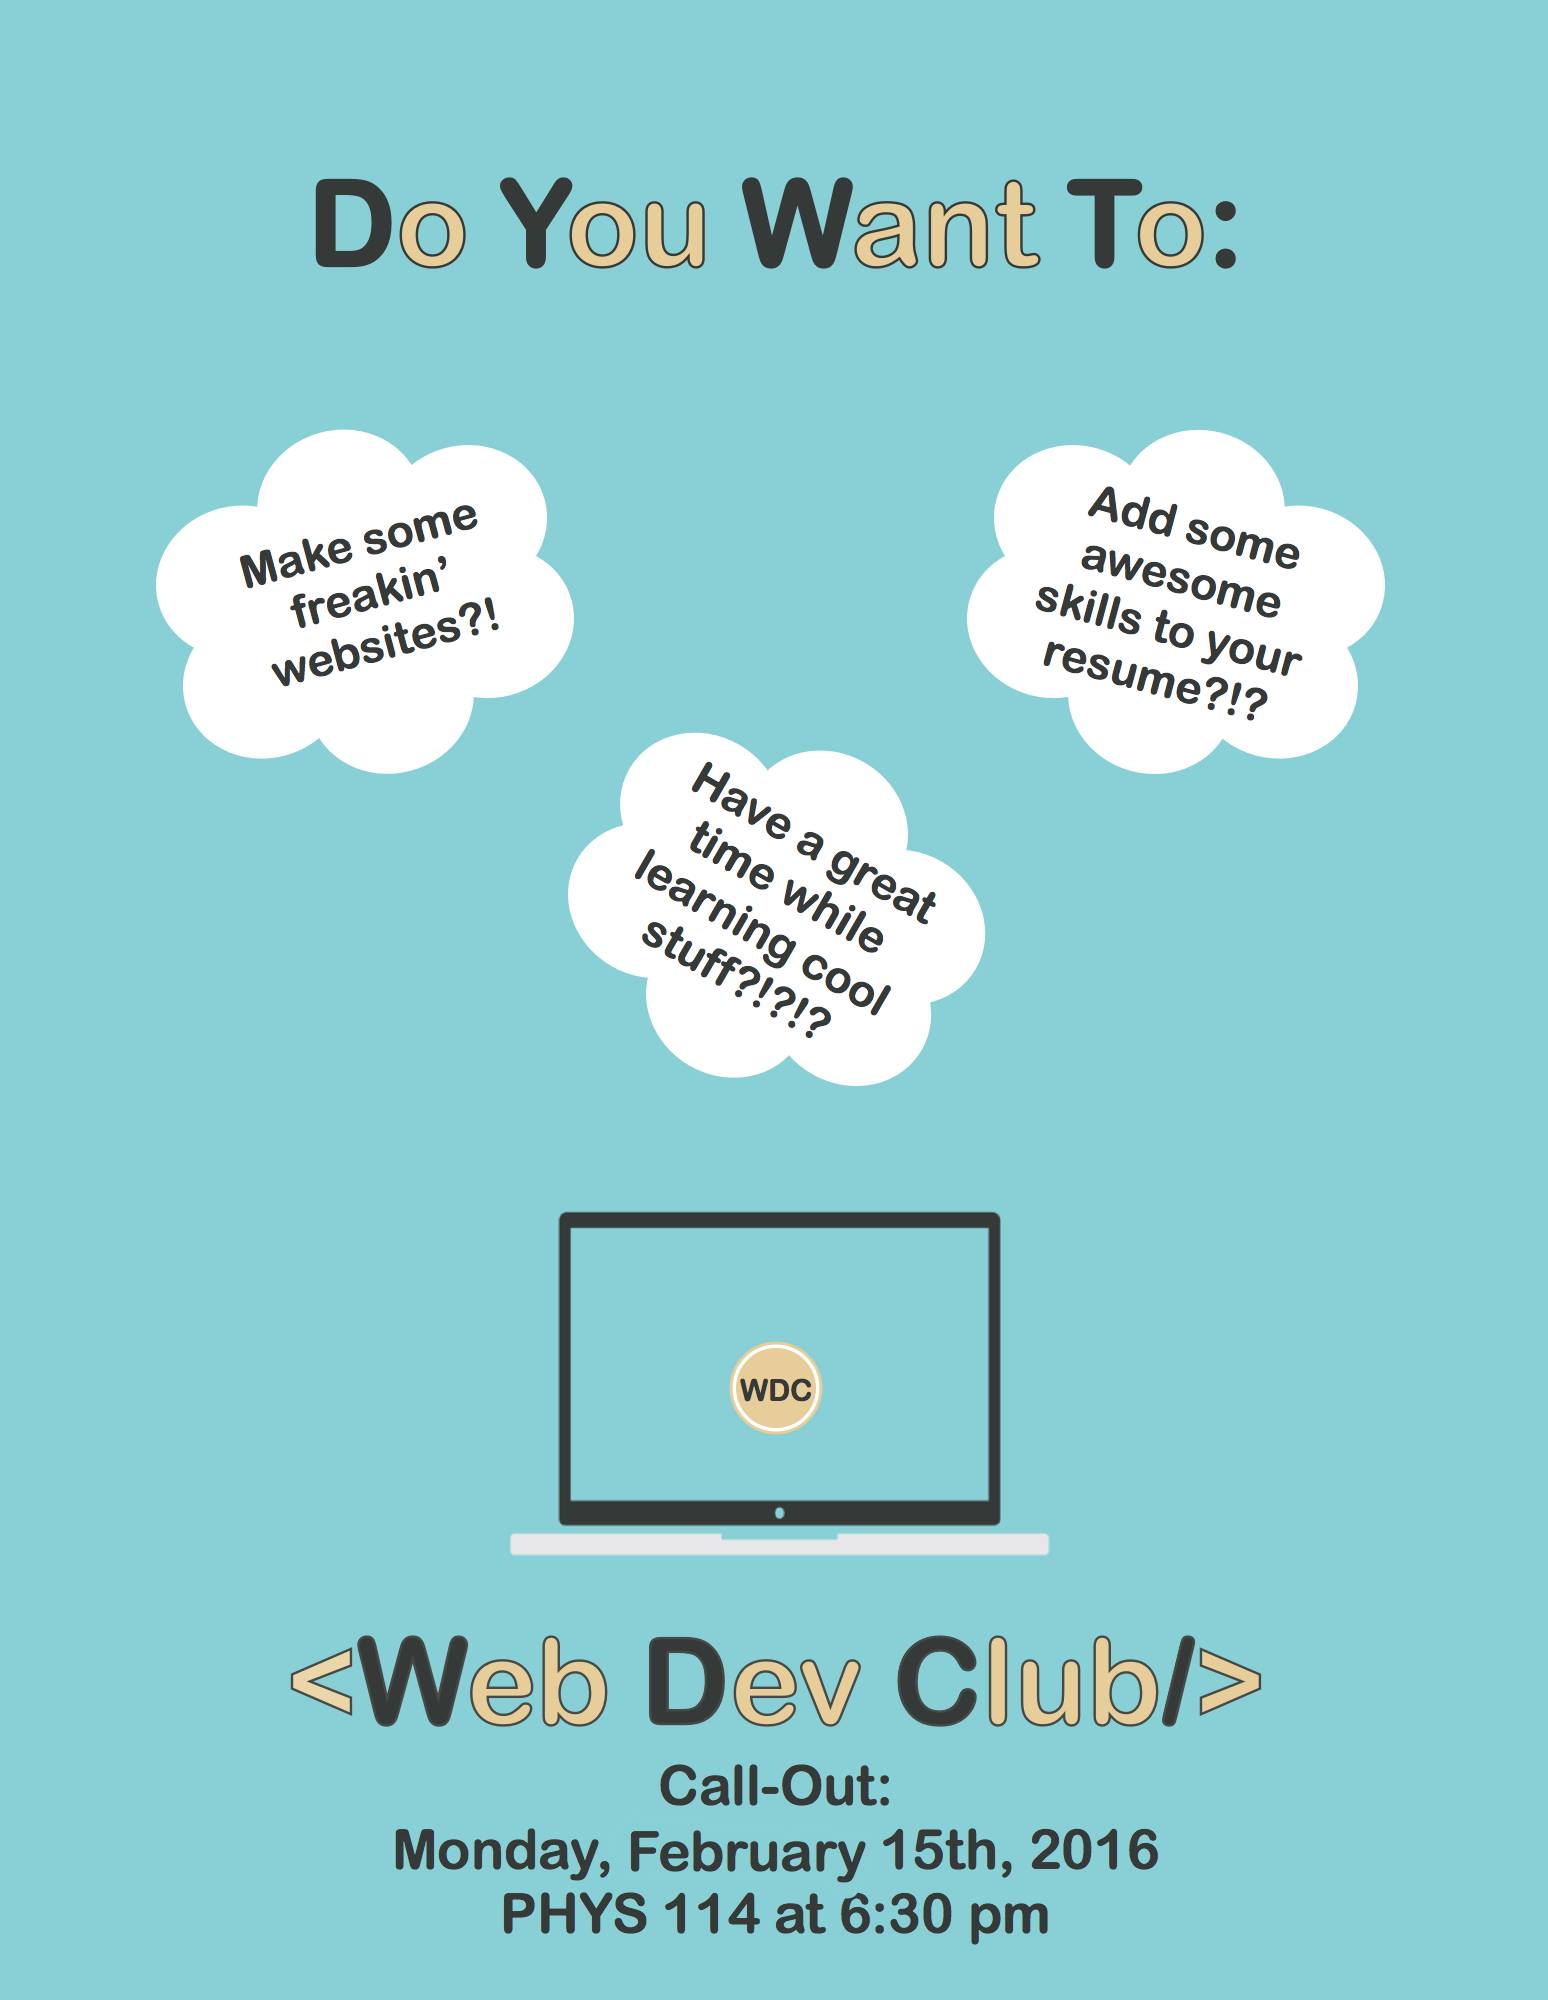 Do You Want To:
Make some
freakin’
websites?!
Add some
awesome
skills to your
resume?!?
Have a great
time while
learning cool
stuff?!?!?
WDC
<Web Dev Club/>
Call-Out:
Monday, February 15th, 2016
PHYS 114 at 6:30 pm